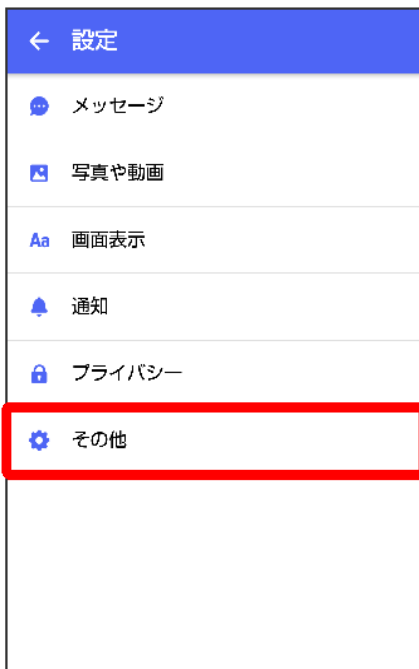 設定
メッセージ
写真や動画
Aa 画面表示
通知
プライバシー
その他